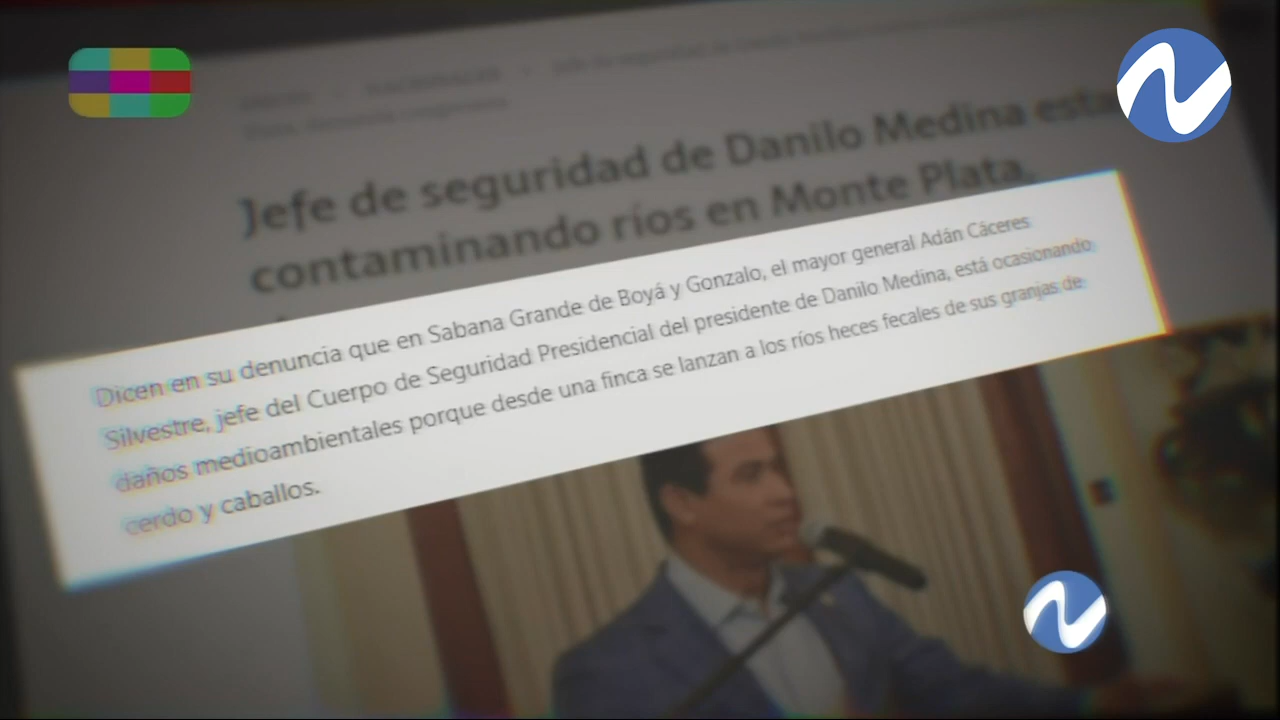 Jefe de seguridad de Danilo Medina esta
contaminando ríos en Monte Plata.
Dicen en su denuncia que en Sabana Grande de Boyá y Gonzalo, el mayor general Adán Cáceres
Silvestre, jefe del Cuerpo de Seguridad Presidencial del presidente de Danilo Medina, está ocasionando
daños medioambientales porque desde una finca se lanzan a los ríos heces fecales de sus granjas de
cerdo y caballos.